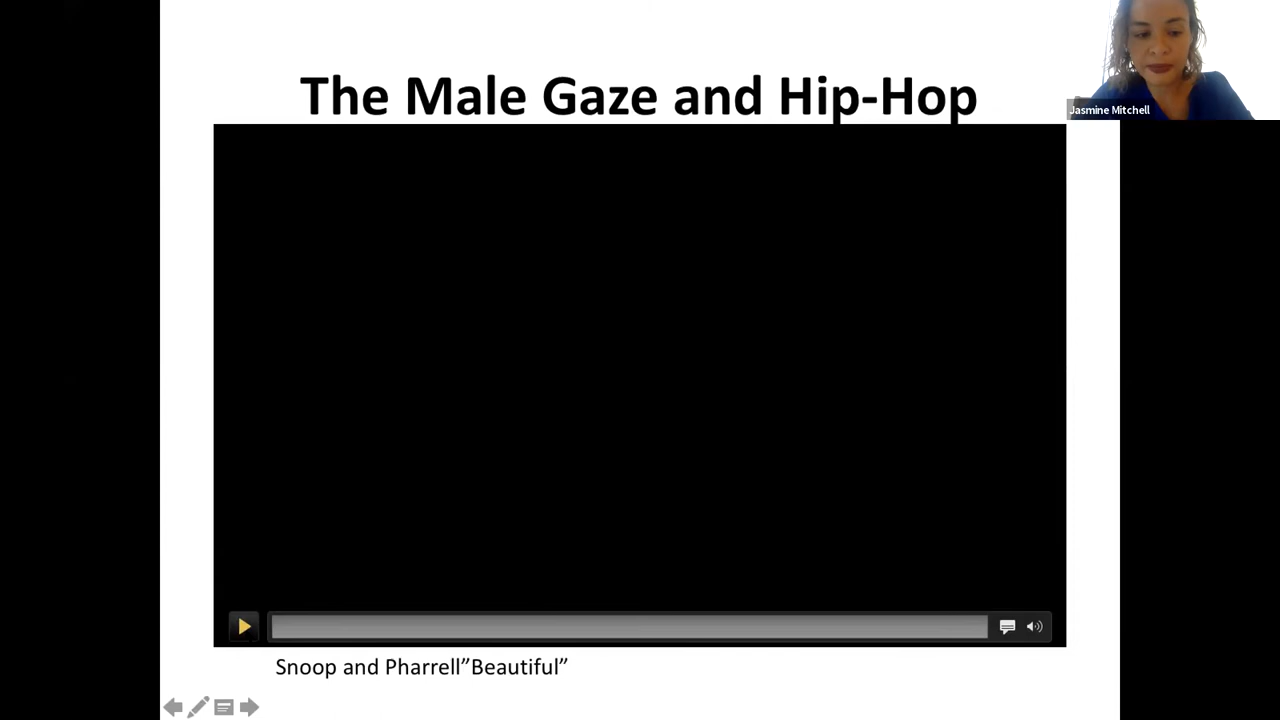 The Male Gaze and Hip-Hop
Jasmine Mitchell
Snoop and Pharrell”Beautiful”